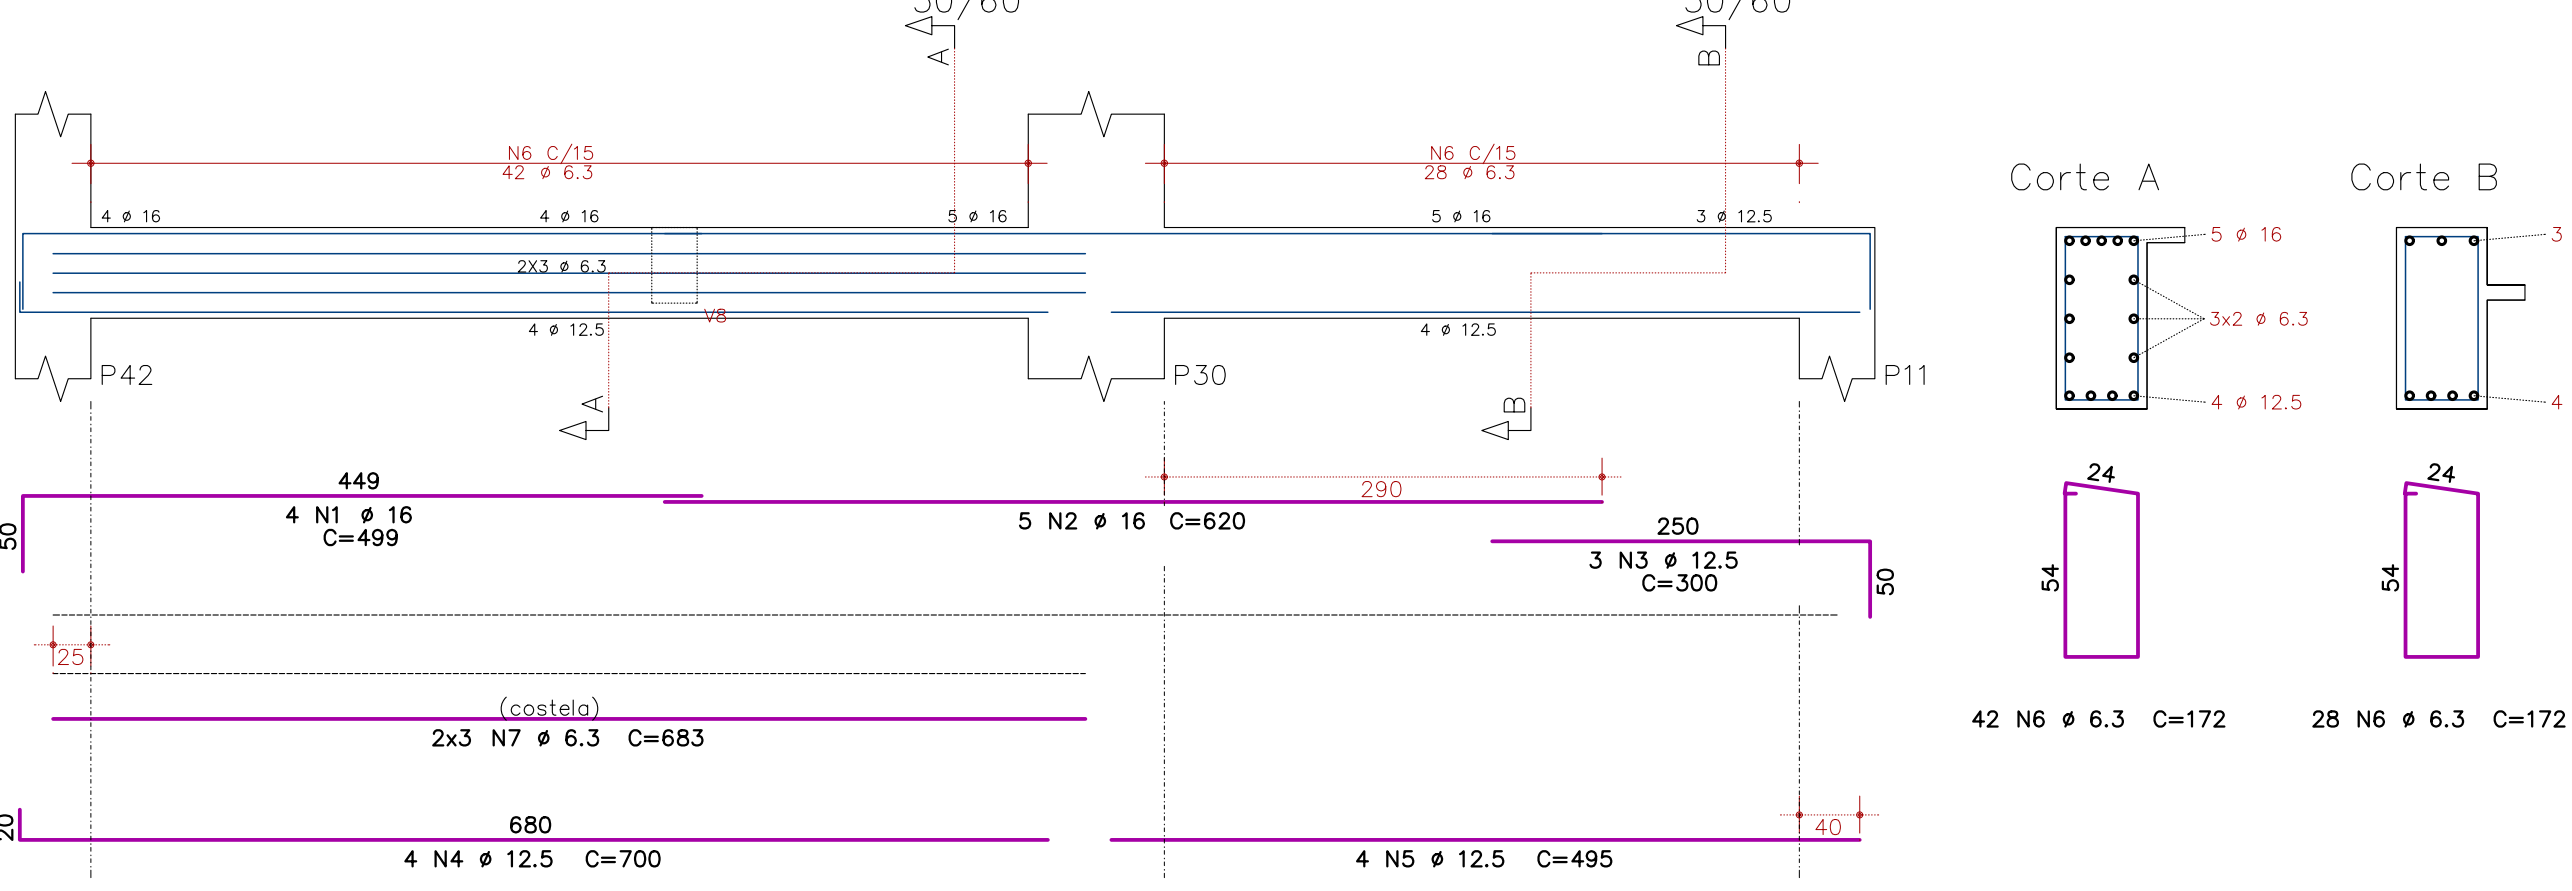 30/60
30/60
A
B
N6 C/15
42 ø 6.3
N6 C/15
28 ø 6.3
Corte A
Corte B
4 ø 16
4 ø 16
5 ø 16
5 ø 16
3 ø 12.5
5 ø 16
3
2X3 ø 6.3
V8
3x2 ø 6.3
4 ø 12.5
4 ø 12.5
P42
P30
P11
A
B
4 ø 12.5
4
449
290
24
24
50
4 N1 ø 16
C=499
5 N2 ø 16 C=620
250
3 N3 ø 12.5
C=300
50
54
54
25
(costela)
2x3 N7 ø 6.3 C=683
42 N6 ø 6.3 C=172
28 N6 ø 6.3 C=172
20
680
4 N4 ø 12.5 C=700
40
4 N5 ø 12.5 C=495